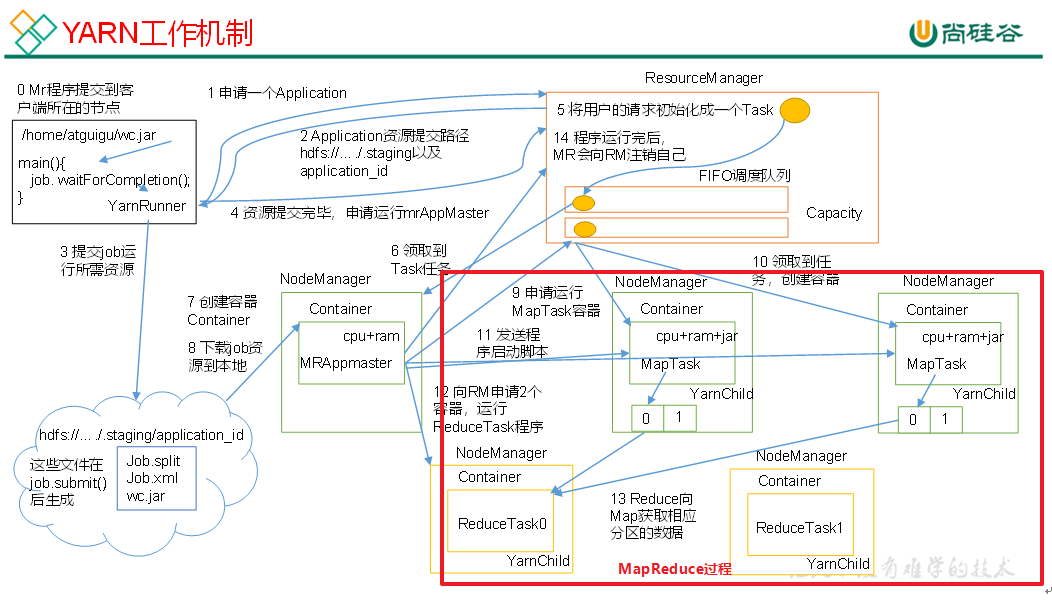 YARN工作机制
尚硅谷
0 Mr程序提交到客
户端所在的节点
/home/atguigu/wc.jar
main(){
job. waitForCompletion();
}
YarnRunner
1 申请一个Application
2 Application资源提交路径
hdfs://…. /.staging以及
application_id
3 提交job运
行所需资源
4 资源提交完毕，申请运行mrAppMaster
ResourceManager
5 将用户的请求初始化成一个Task
14 程序运行完后,
MR会向RM注销自己
FIFO调度队列
Capacity
6 领取到
Task任务
7 创建容器
Container
8 下载job资
源到本地
NodeManager
Container
cpu+ram
MRAppmaster
9 申请运行
MapTask容器
10 领取到任
务，创建容器
11 发送程
序启动脚本
NodeManager
Container
cpu+ram+jar
MapTask
YarnChild
0
1
NodeManager
Container
cpu+ram+jar
MapTask
YarnChild
0
1
12 向RM申请2个
容器，运行
ReduceTask程序
hdfs://…. /.staging/application_id
这些文件在
job.submit()
后生成
Job.split
Job.xml
wc.jar
NodeManager
Container
ReduceTask0
YarnChild
13 Reduce向
Map获取相应
分区的数据
NodeManager
Container
ReduceTask1
YarnChild
MapReduce过程
有难学的技术